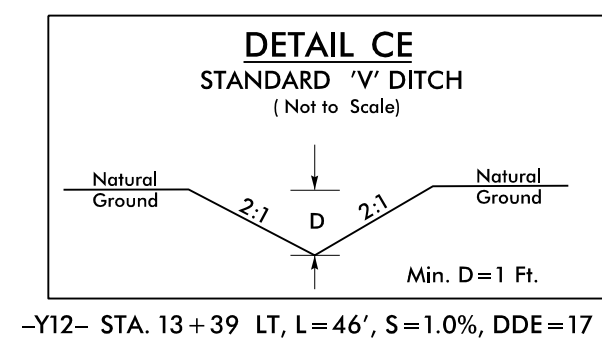 DETAIL CE
STANDARD 'V' DITCH
( Not to Scale)
Natural
Ground
2:1
D
2:1
Natural
Ground
Min. D=1 Ft.
-Y12- STA. 13+39 LT, L=46', S=1.0%, DDE=17